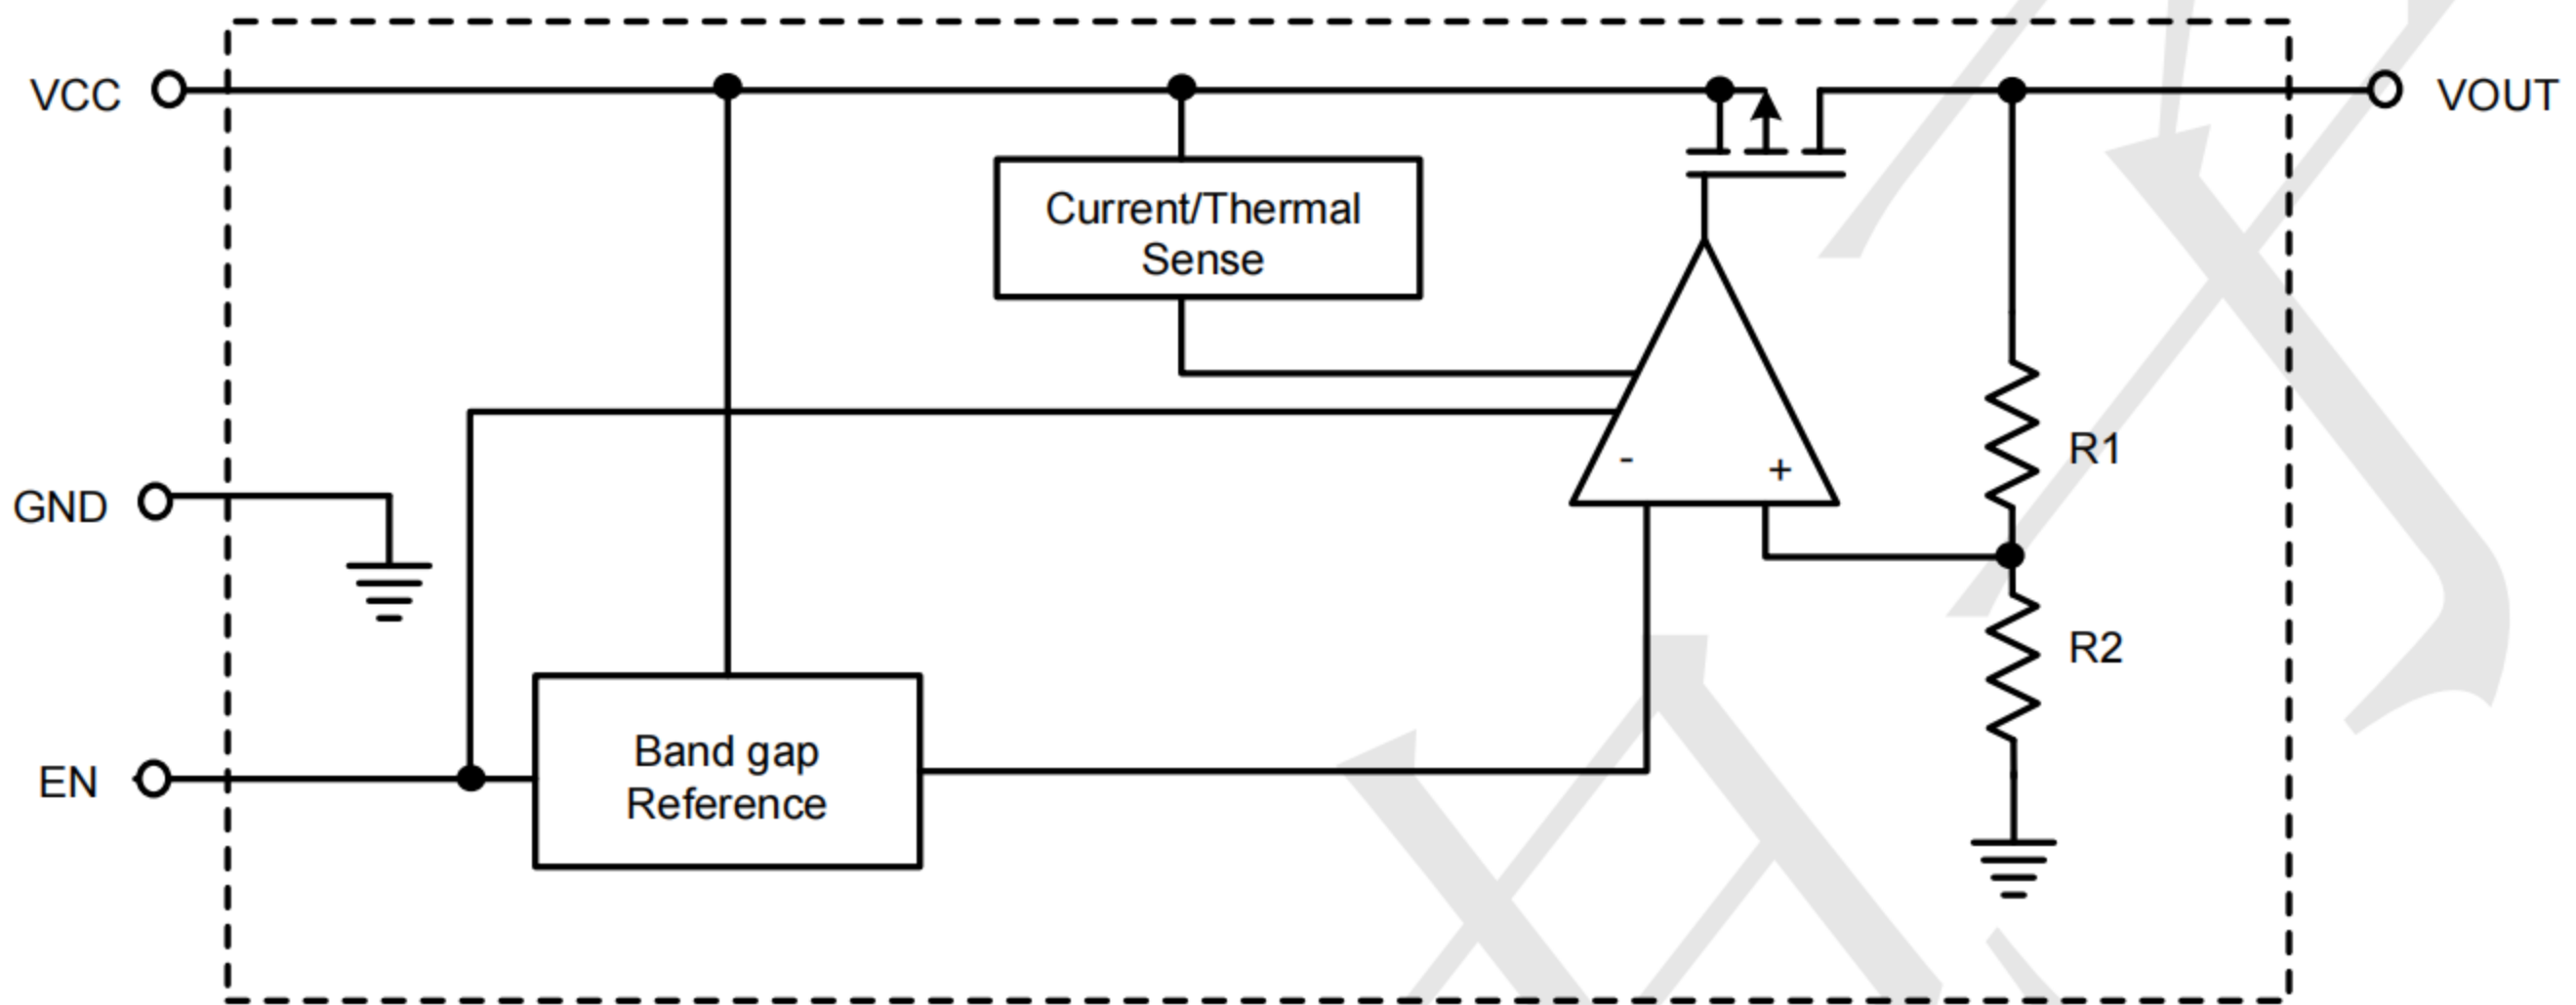 VCC
VOUT
Current/Thermal
Sense
R1
-
+
GND
R2
Band gap
Reference
EN